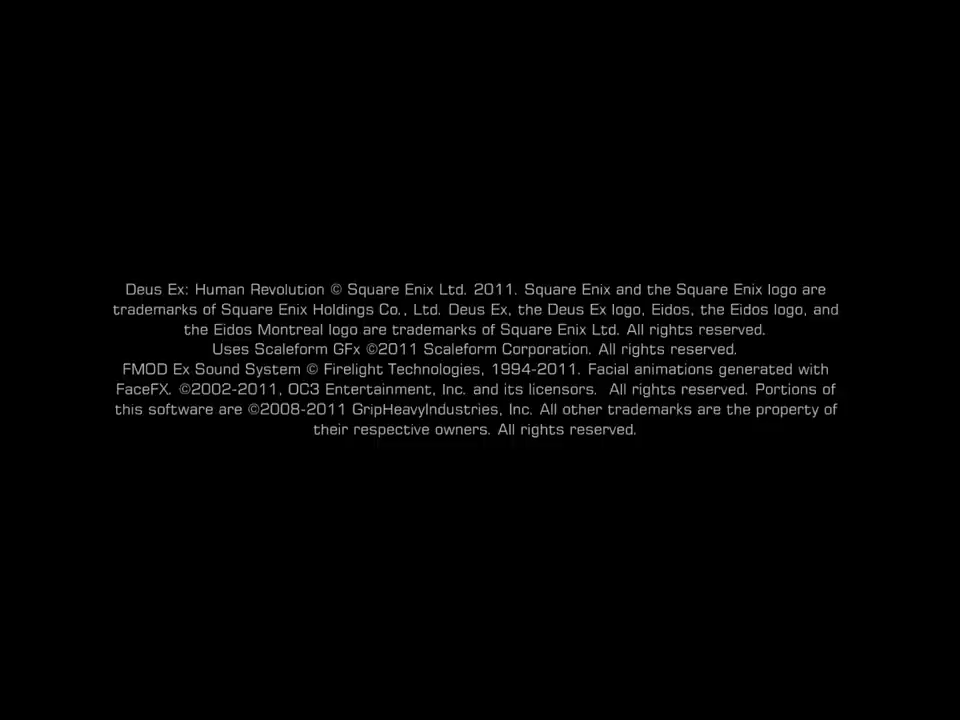 Deus Ex: Human Revolution © Square Enix Ltd. 2011. Square Enix and the Square Enix logo are
trademarks of Square Enix Holdings Co., Ltd. Deus Ex, the Deus Ex logo, Eidos, the Eidos logo, and
the Eidos Montreal logo are trademarks of Square Enix Ltd. All rights reserved.
Uses Scaleform GFx ©2011 Scaleform Corporation. All rights reserved.
FMOD Ex Sound System © Firelight Technologies, 1994-2011. Facial animations generated with
FaceFX. ©2002-2011, OC3 Entertainment, Inc. and its licensors.  All rights reserved. Portions of
this software are ©2008-2011 GripHeavyIndustries, Inc. All other trademarks are the property of
their respective owners. All rights reserved.